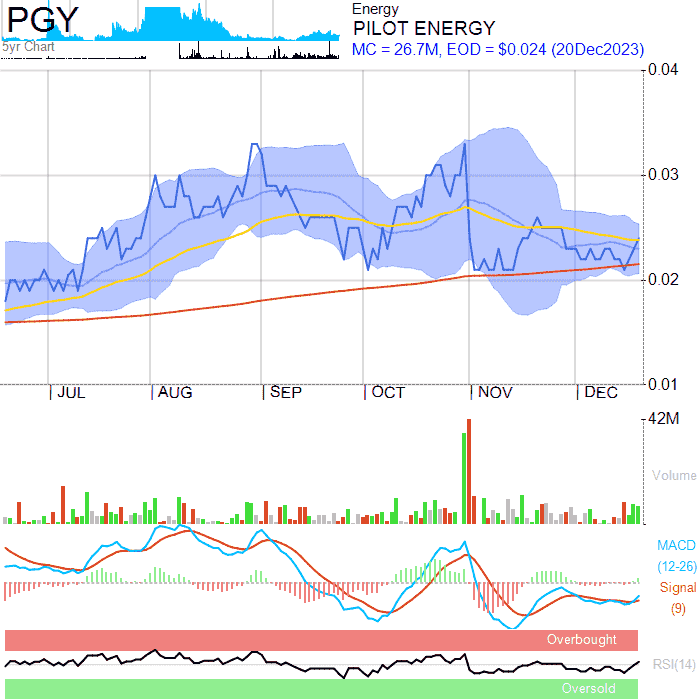 PGY
5yr Chart
Energy
PILOT ENERGY
MC = 26.7M, EOD = $0.024 (20Dec2023)
0.04
0.03
0.02
0.01
JUL AUG SEP OCT NOV DEC
42M
Volume
MACD
(12-26)
Signal
(9)
Overbought
RSI(14)
Oversold